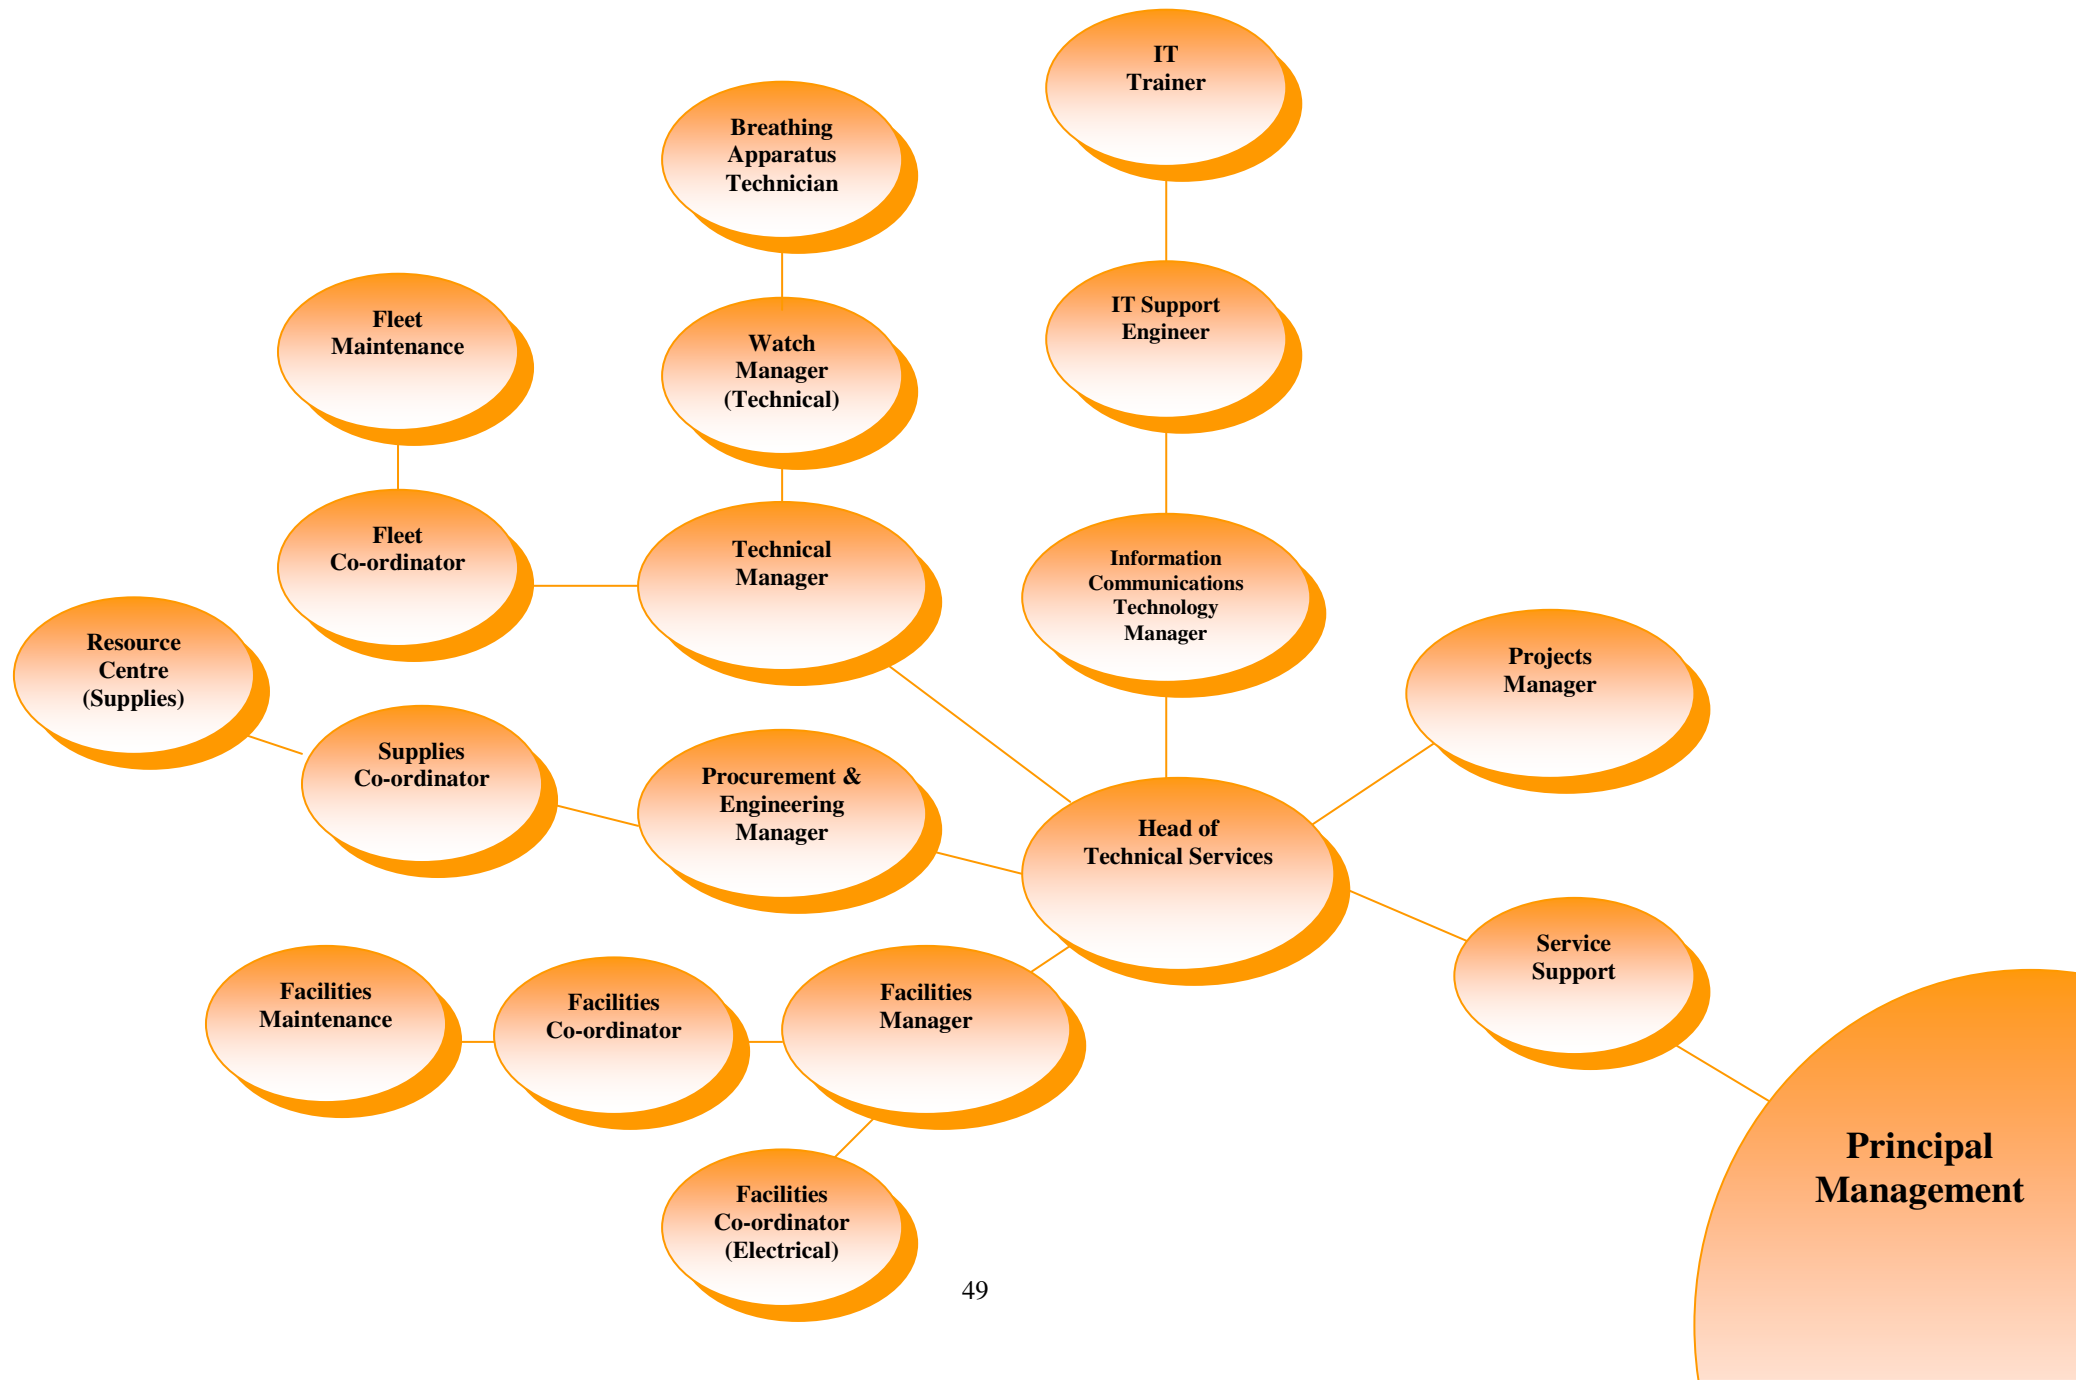 IT
Trainer
Breathing
Apparatus
Technician
IT Support
Engineer
Fleet
Maintenance
Watch
Manager
(Technical)
Fleet
Co-ordinator
Technical
Manager
Information
Communications
Technology
Manager
Resource
Centre
(Supplies)
Projects
Manager
Supplies
Co-ordinator
Procurement &
Engineering
Manager
Head of
Technical Services
Service
Support
Facilities
Maintenance
Facilities
Co-ordinator
Facilities
Manager
Principal
Management
Facilities
Co-ordinator
(Electrical)
49